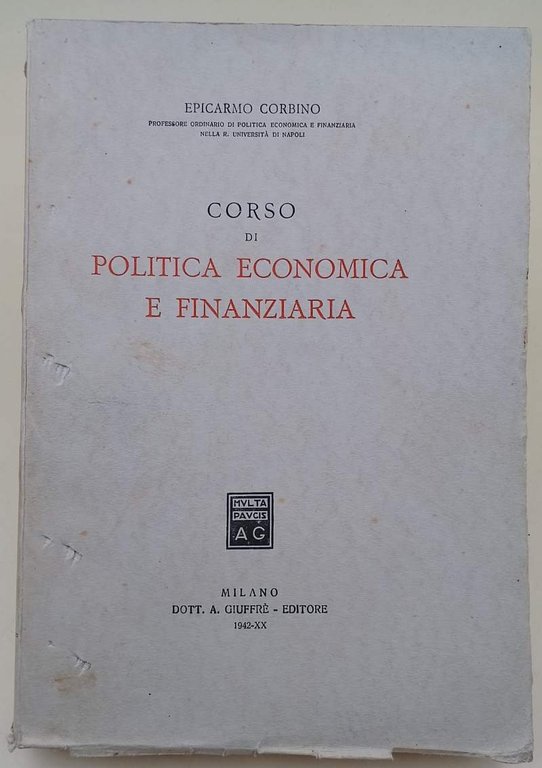 EPICARMO CORBINO
PROFESSORE ORDINARIO DI POLITICA ECONOMICA E FINANZIARIA
NELLA R. UNIVERSITÀ DI NAPOLI
CORSO
DI
POLITICA ECONOMICA
E FINANZIARIA
MVLTA
PAVCIS
AG
MILANO
DOTT. A. GIUFFRÈ - EDITORE
1942-XX